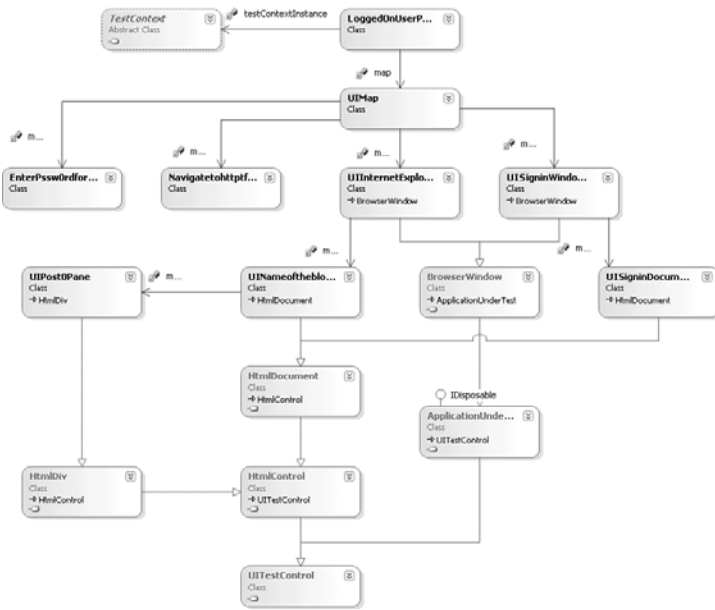 TestContext
Abstract Class
testContextInstance
LoggedOnUserP...
Class
map
UIMap
Class
m...
m...
m...
m...
EnterPssw0rdfor...
Class
Navigatetohttptf...
Class
UIInternetExplo...
Class
BrowserWindow
UISigninWindo...
Class
BrowserWindow
m...
m...
m...
UIPost0Pane
Class
HtmlDiv
UINameoftheblo...
Class
HtmlDocument
BrowserWindow
Class
ApplicationUnderTest
UISigninDocum...
Class
HtmlDocument
HtmlDocument
Class
HtmlControl
IDisposable
ApplicationUnde...
Class
UITestControl
HtmlDiv
Class
HtmlControl
HtmlControl
Class
UITestControl
UITestControl
Class